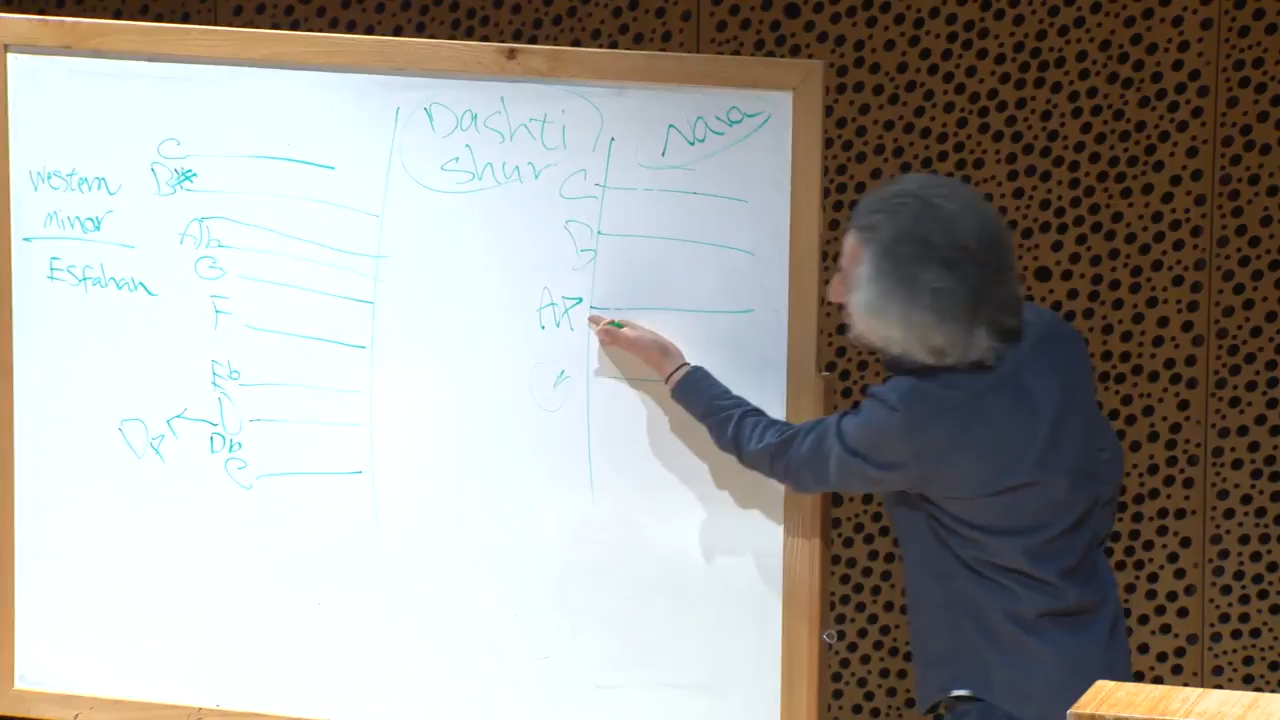 Western
minor
Esfahan
C
B
Ab
G
F
Eb
Db
C
Dashti
shur
Nava
C
B
A